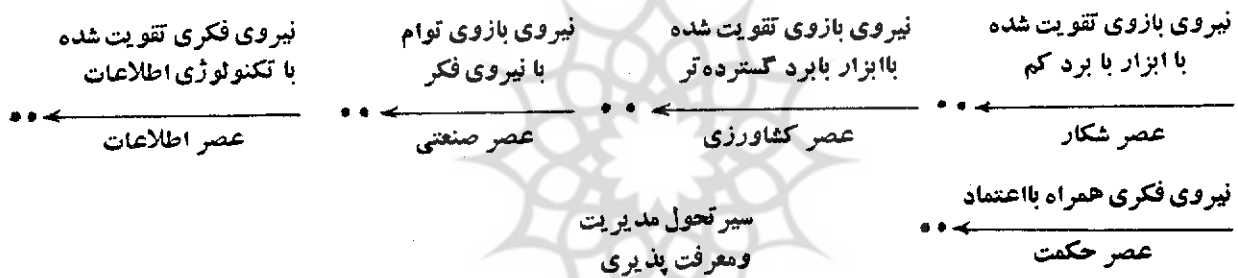 نیروی بازوی تقویت شده
با ابزار با برد کم
عصر شکار
نیروی بازوی تقویت شده
باابزار بابرد گسترده‌تر
عصر کشاورزی
نیروی بازوی توام
با نیروی فکر
عصر صنعتی
نیروی فکری تقویت شده
با تکنولوژی اطلاعات
عصر اطلاعات
نیروی فکری همراه بااعتماد
عصر حکمت
سیر تحول مدیریت
ومعرفت پذیری